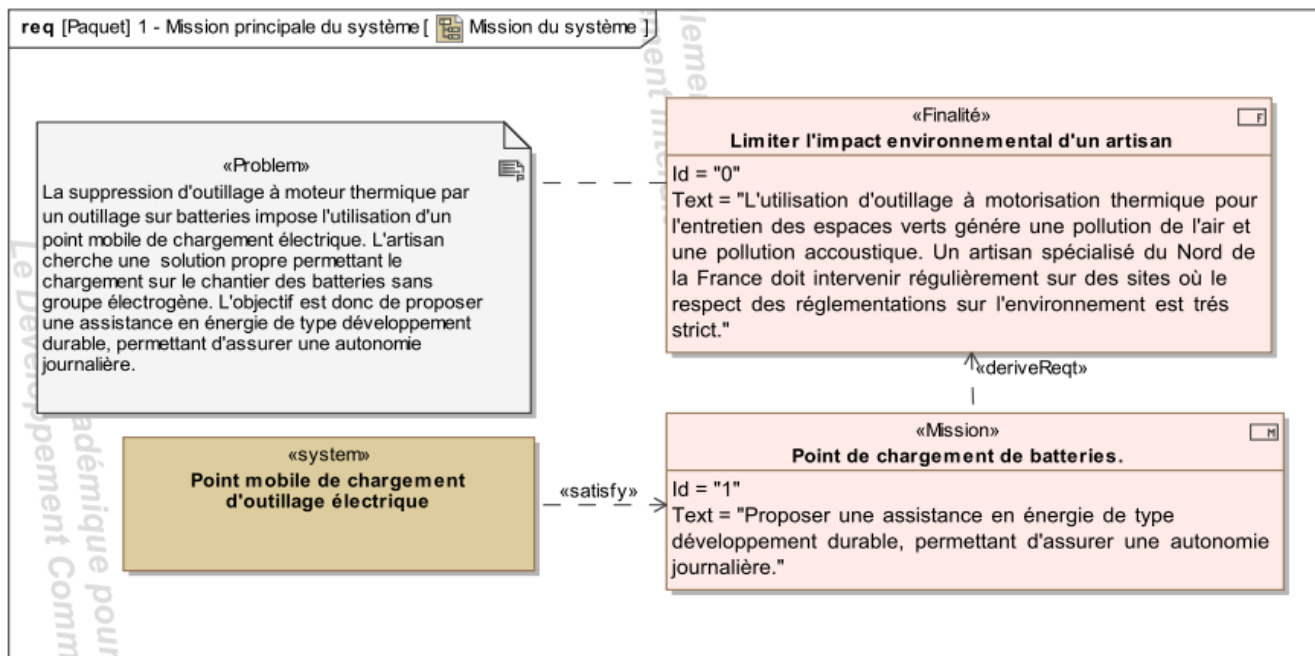 req [Paquet] 1 - Mission principale du système [ Mission du système ]
«Problem»
La suppression d'outillage à moteur thermique par
un outillage sur batteries impose l'utilisation d'un
point mobile de chargement électrique. L'artisan
cherche une solution propre permettant le
chargement sur le chantier des batteries sans
groupe électrogène. L'objectif est donc de proposer
une assistance en énergie de type développement
durable, permettant d'assurer une autonomie
journalière.
«Finalité»
F
Limiter l'impact environnemental d'un artisan
Id = "0"
Text = "L'utilisation d'outillage à motorisation thermique pour
l'entretien des espaces verts génére une pollution de l'air et
une pollution accoustique. Un artisan spécialisé du Nord de
la France doit intervenir régulièrement sur des sites où le
respect des réglementations sur l'environnement est trés
strict."
«deriveReqt»
«system»
Point mobile de chargement
d'outillage électrique
«satisfy»
«Mission»
M
Point de chargement de batteries.
Id = "1"
Text = "Proposer une assistance en énergie de type
développement durable, permettant d'assurer une autonomie
journalière."
adémique pour